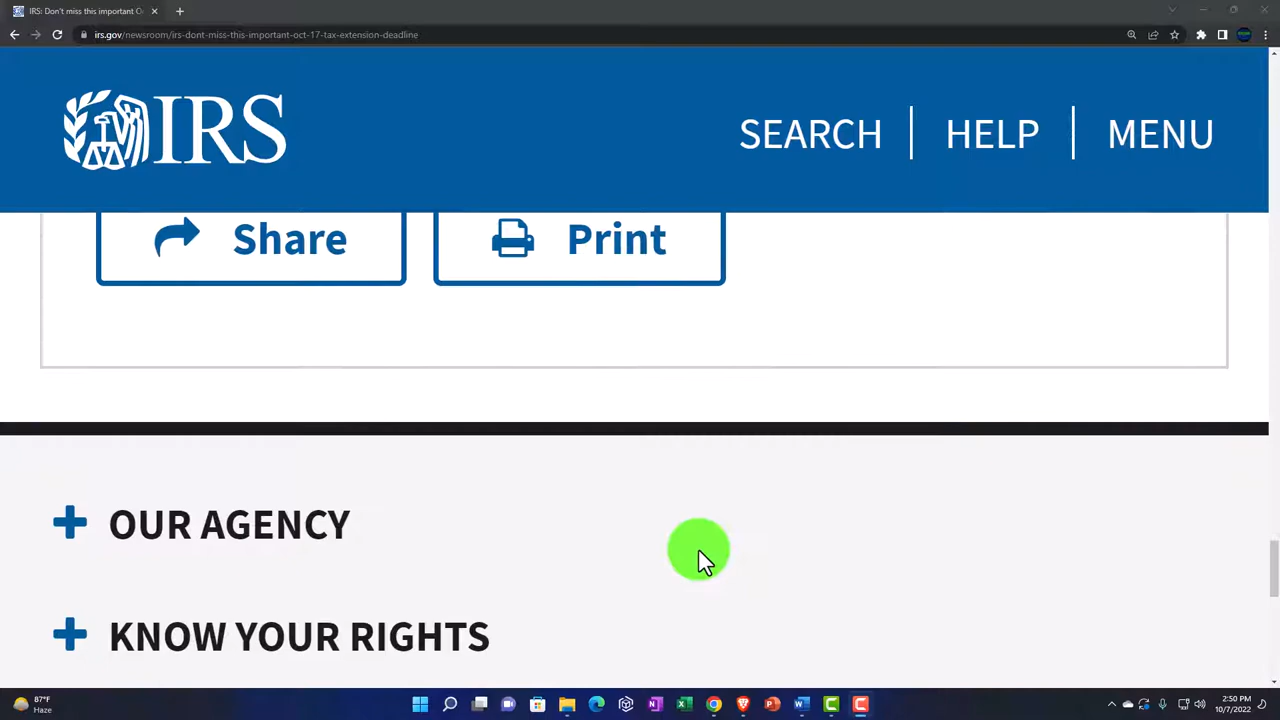 IRS: Don't miss this important O
irs.gov/newsroom/irs-dont-miss-this-important-oct-17-tax-extension-deadline
IRS
SEARCH
HELP
MENU
Share
Print
OUR AGENCY
KNOW YOUR RIGHTS
87°F
Haze
2:50 PM
10/7/2022